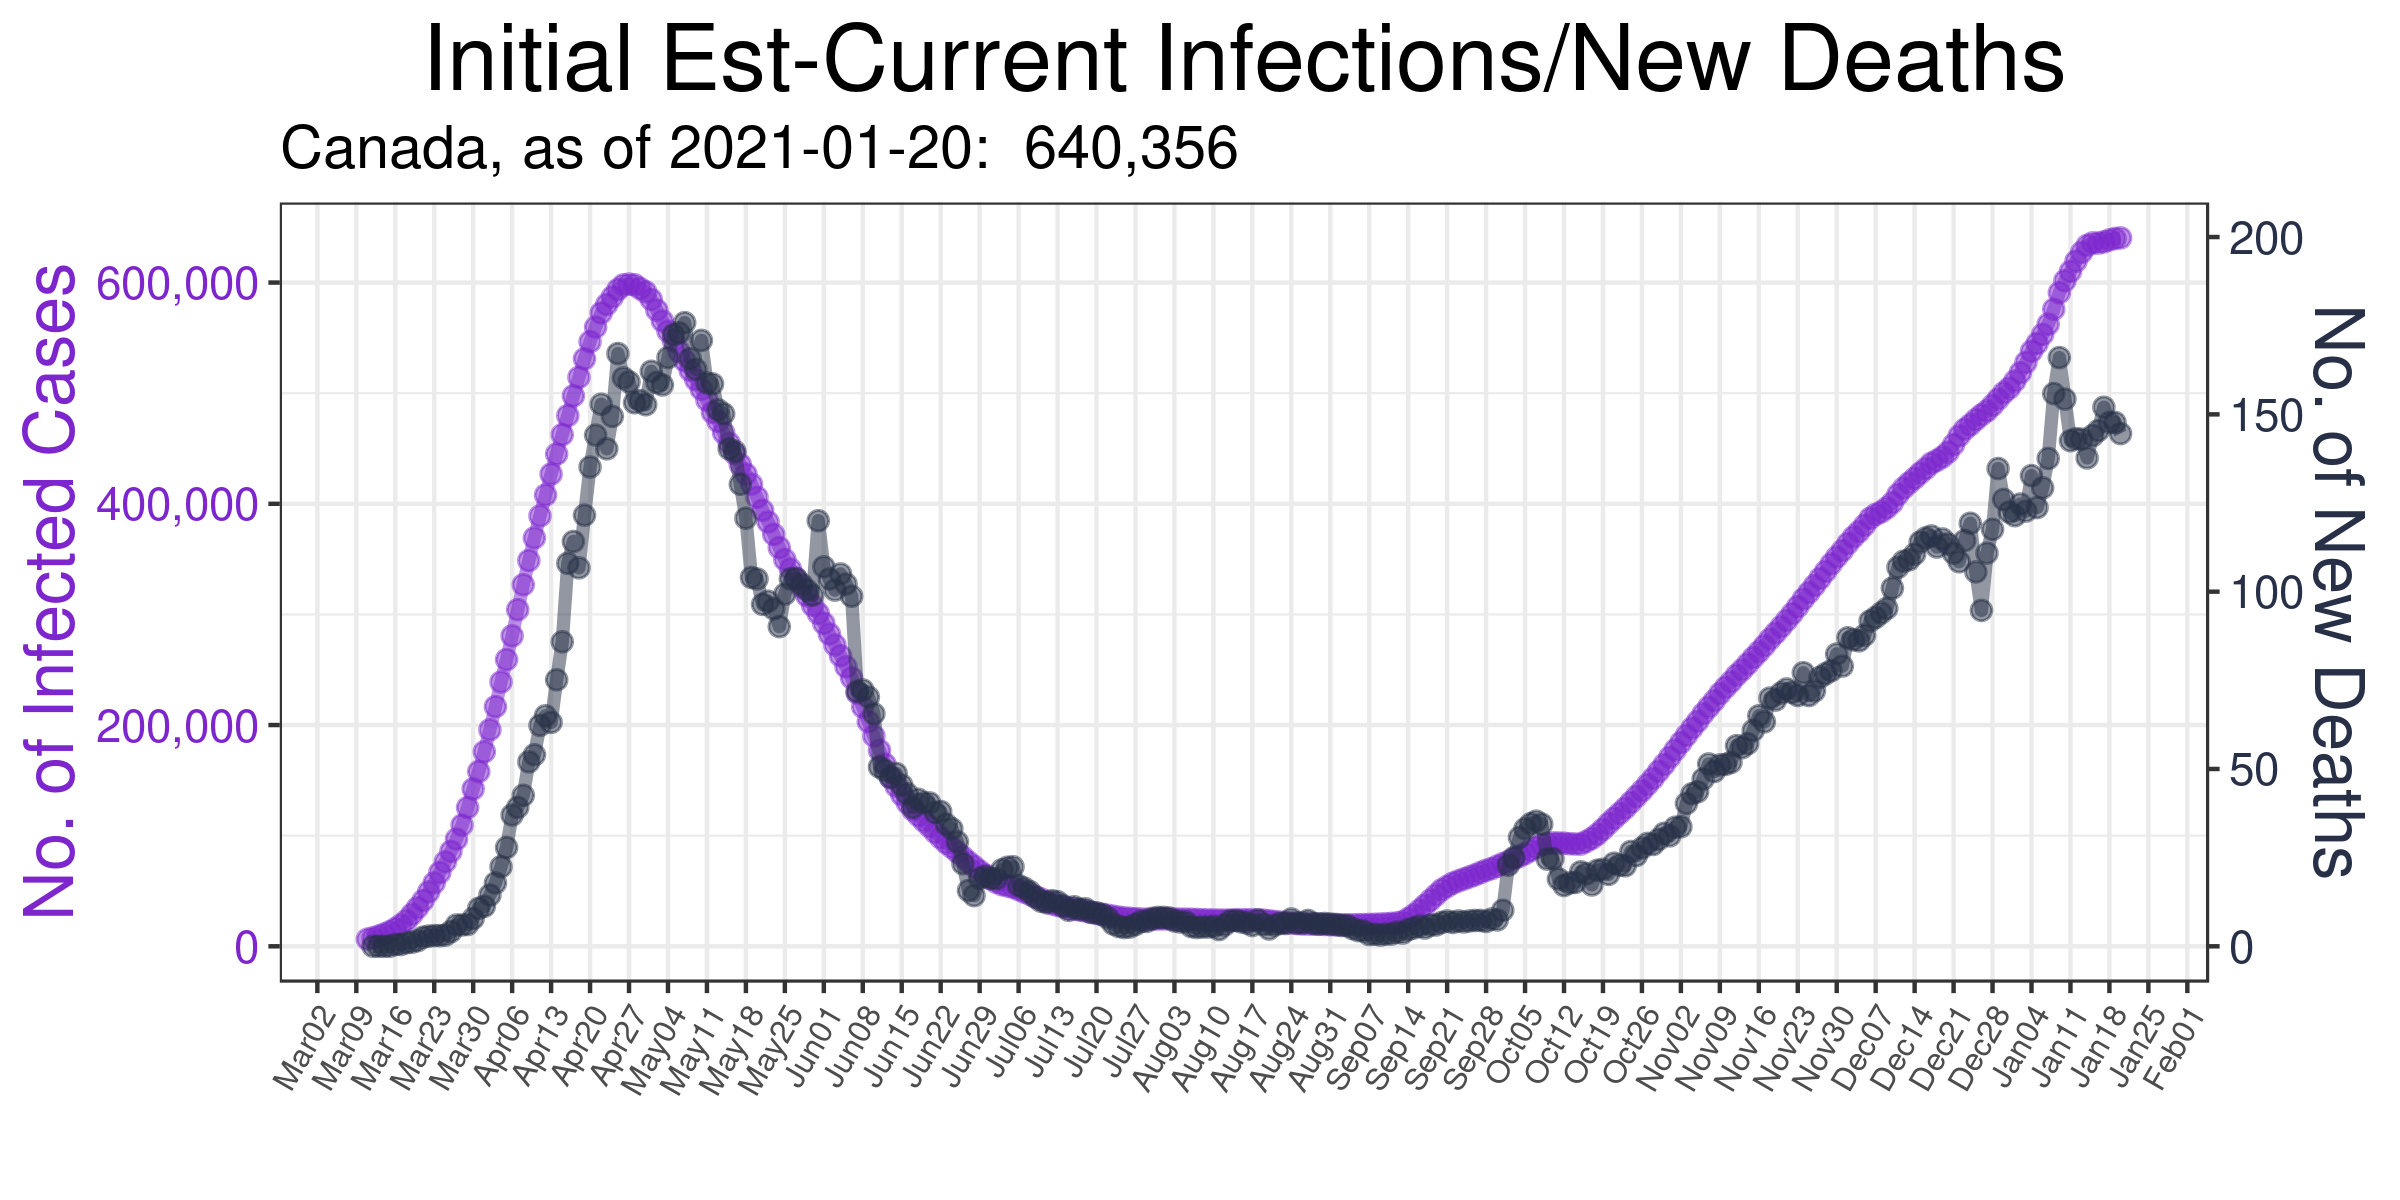 Initial Est-Current Infections/New Deaths
Canada, as of 2021-01-20:  640,356
No. of Infected Cases
600,000
400,000
200,000
0
200
150
100
50
0
No. of New Deaths
Mar02
Mar09
Mar16
Mar23
Mar30
Apr06
Apr13
Apr20
Apr27
May04
May11
May18
May25
Jun01
Jun08
Jun15
Jun22
Jun29
Jul06
Jul13
Jul20
Jul27
Aug03
Aug10
Aug17
Aug24
Aug31
Sep07
Sep14
Sep21
Sep28
Oct05
Oct12
Oct19
Oct26
Nov02
Nov09
Nov16
Nov23
Nov30
Dec07
Dec14
Dec21
Dec28
Jan04
Jan11
Jan18
Jan25
Feb01